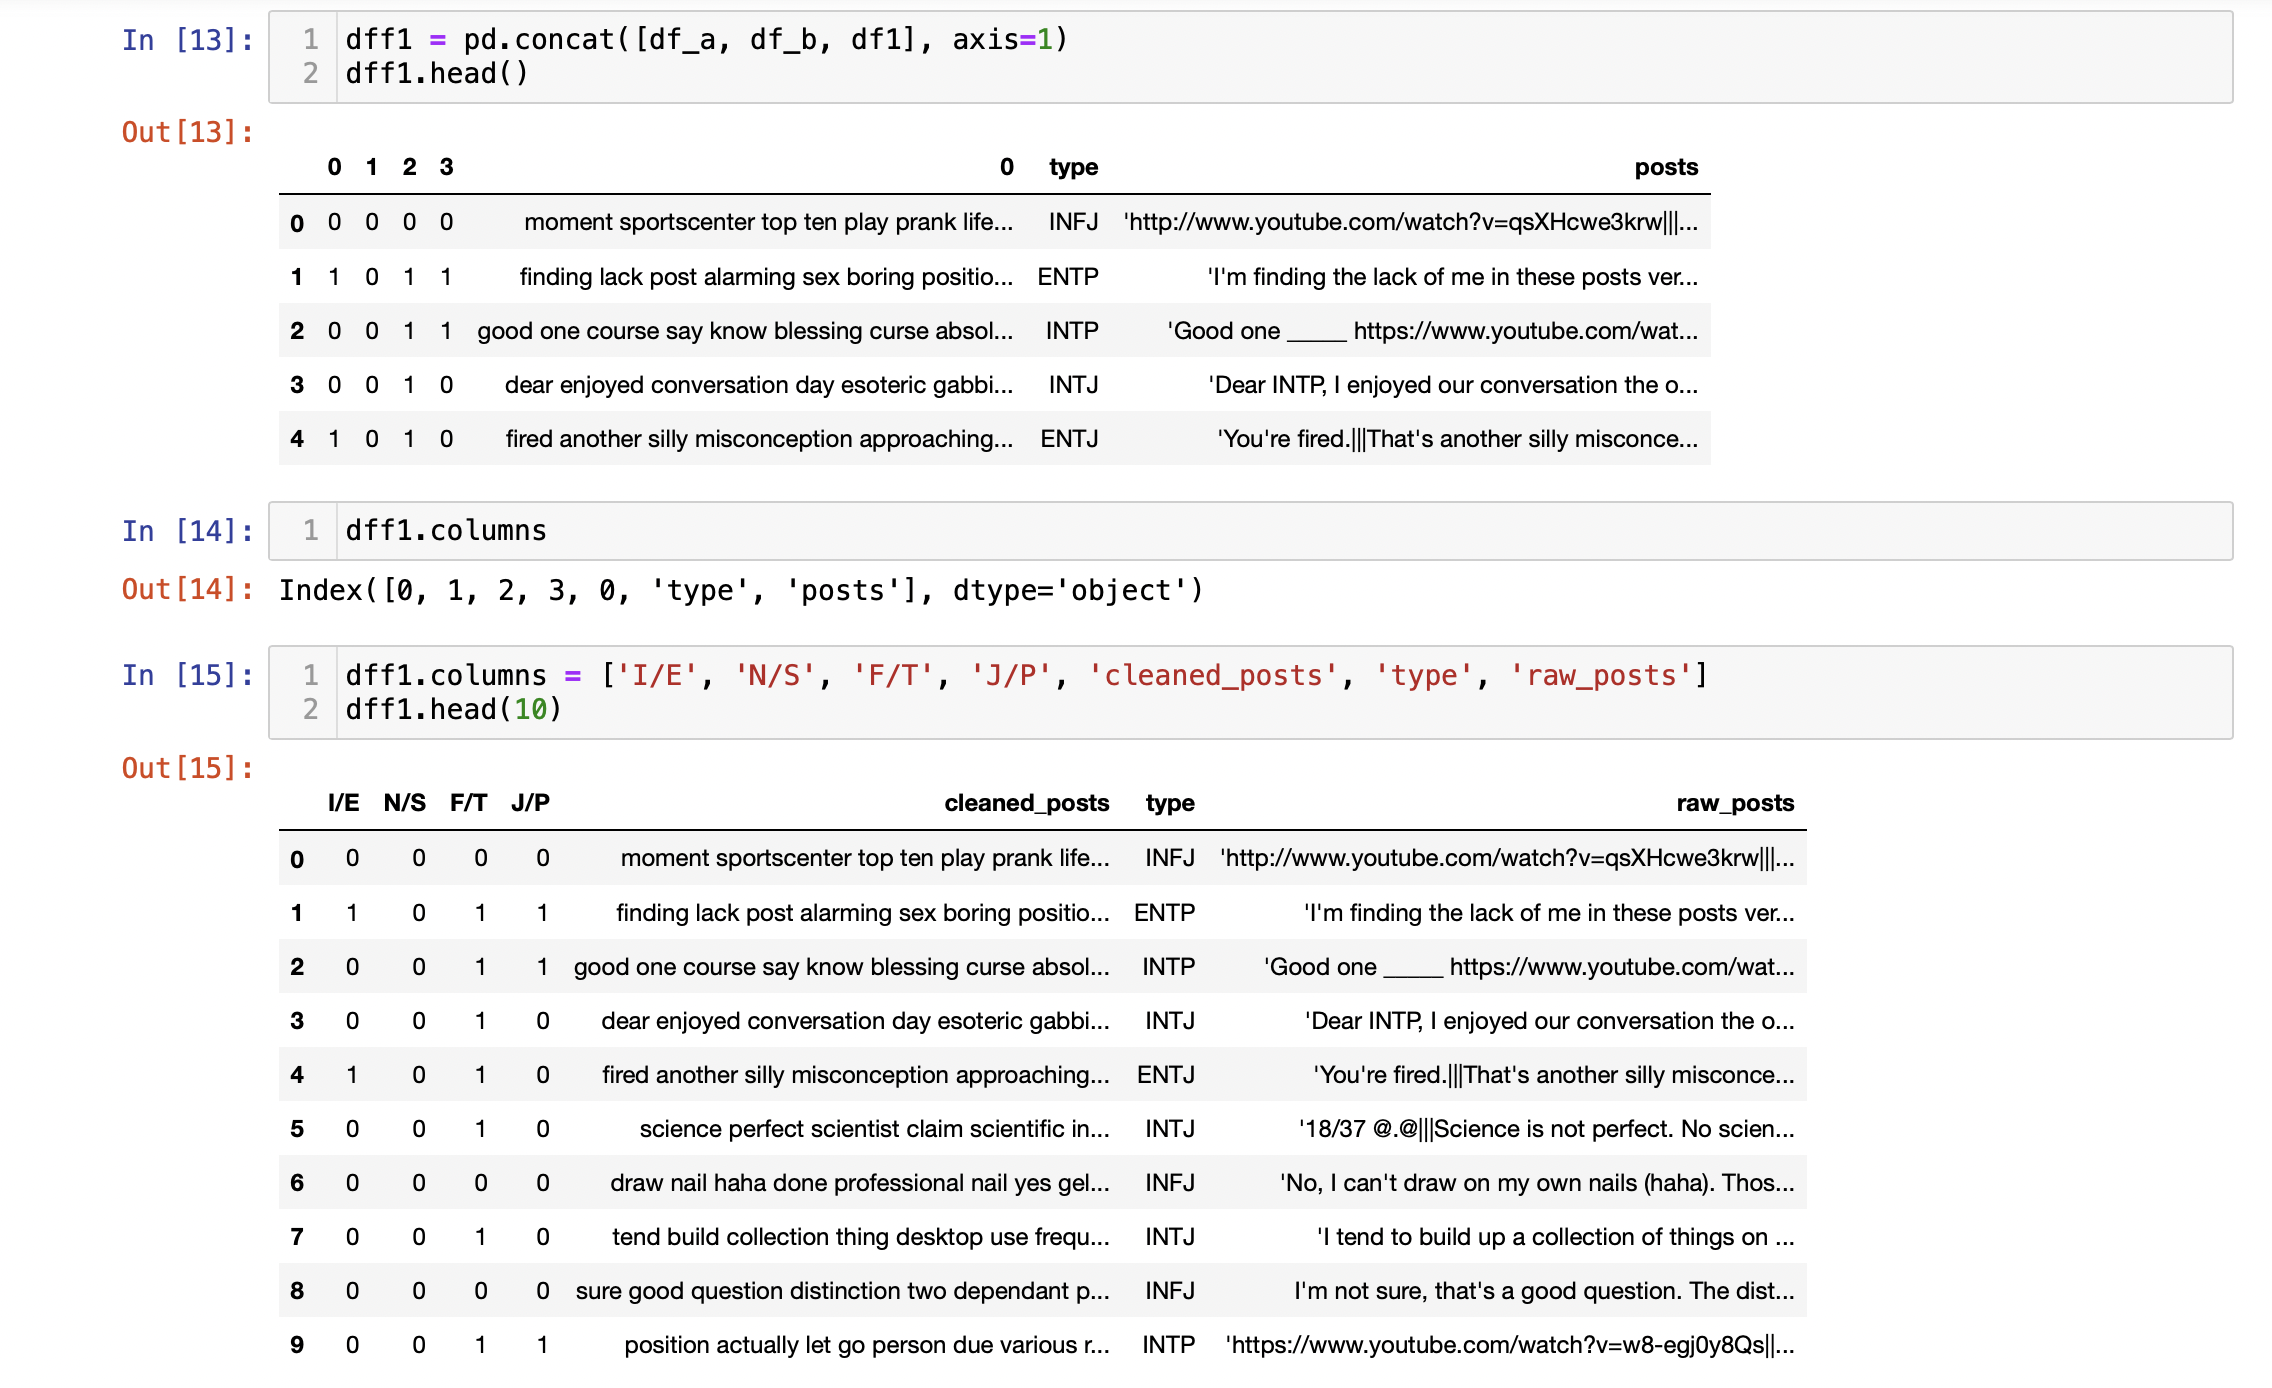 In [13]:
1 dff1 = pd.concat([df_a, df_b, df1], axis=1)
2 dff1.head()
Out[13]:
0 1 2 3 0 type posts
0 0 0 0 0 moment sportscenter top ten play prank life... INFJ 'http://www.youtube.com/watch?v=qsXHcwe3krw|||...
1 1 0 1 1 finding lack post alarming sex boring positio... ENTP 'I'm finding the lack of me in these posts ver...
2 0 0 1 1 good one course say know blessing curse absol... INTP 'Good one _____ https://www.youtube.com/wat...
3 0 0 1 0 dear enjoyed conversation day esoteric gabbi... INTJ 'Dear INTP, I enjoyed our conversation the o...
4 1 0 1 0 fired another silly misconception approaching... ENTJ 'You're fired.|||That's another silly misconce...
In [14]:
1 dff1.columns
Out[14]: Index([0, 1, 2, 3, 0, 'type', 'posts'], dtype='object')
In [15]:
1 dff1.columns = ['I/E', 'N/S', 'F/T', 'J/P', 'cleaned_posts', 'type', 'raw_posts']
2 dff1.head(10)
Out[15]:
I/E N/S F/T J/P cleaned_posts type raw_posts
0 0 0 0 0 moment sportscenter top ten play prank life... INFJ 'http://www.youtube.com/watch?v=qsXHcwe3krw|||...
1 1 0 1 1 finding lack post alarming sex boring positio... ENTP 'I'm finding the lack of me in these posts ver...
2 0 0 1 1 good one course say know blessing curse absol... INTP 'Good one _____ https://www.youtube.com/wat...
3 0 0 1 0 dear enjoyed conversation day esoteric gabbi... INTJ 'Dear INTP, I enjoyed our conversation the o...
4 1 0 1 0 fired another silly misconception approaching... ENTJ 'You're fired.|||That's another silly misconce...
5 0 0 1 0 science perfect scientist claim scientific in... INTJ '18/37 @.@|||Science is not perfect. No scien...
6 0 0 0 0 draw nail haha done professional nail yes gel... INFJ 'No, I can't draw on my own nails (haha). Thos...
7 0 0 1 0 tend build collection thing desktop use frequ... INTJ 'I tend to build up a collection of things on ...
8 0 0 0 0 sure good question distinction two dependant p... INFJ I'm not sure, that's a good question. The dist...
9 0 0 1 1 position actually let go person due various r... INTP 'https://www.youtube.com/watch?v=w8-egj0y8Qs||...